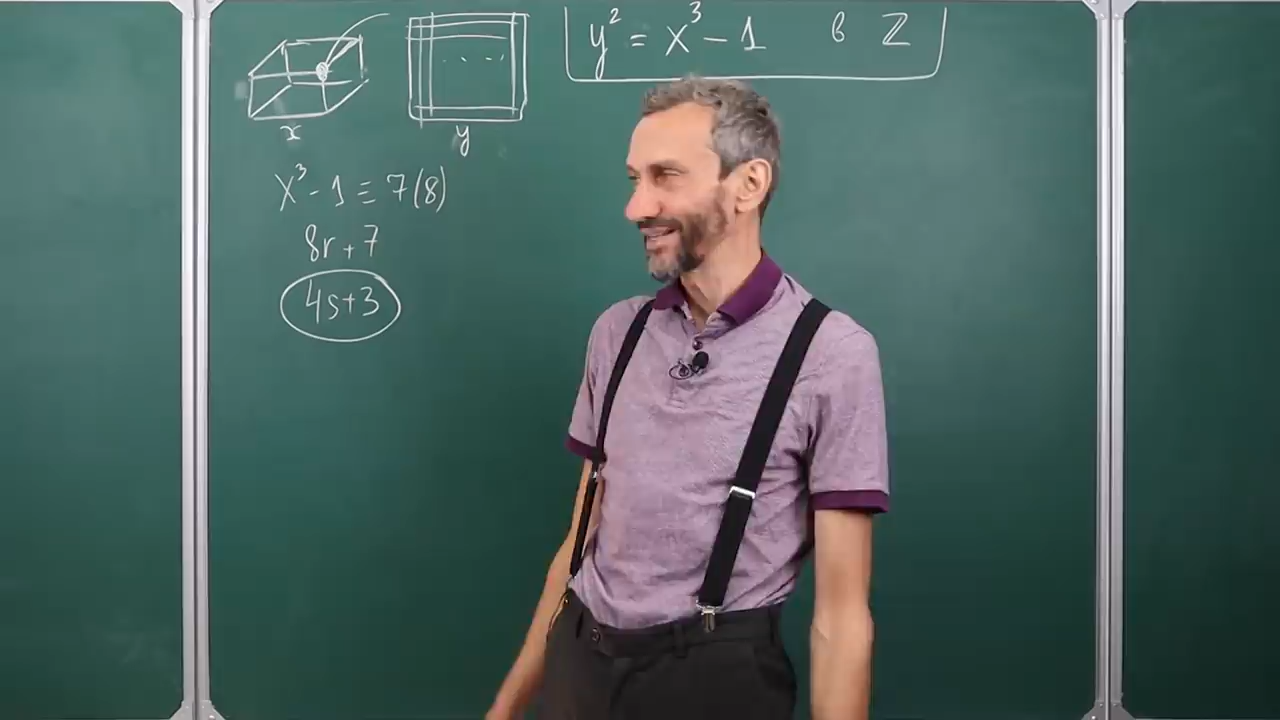 y² = x³ - 1 в Z
x y
x³ - 1 ≡ 7(8)
8r + 7
4s+3